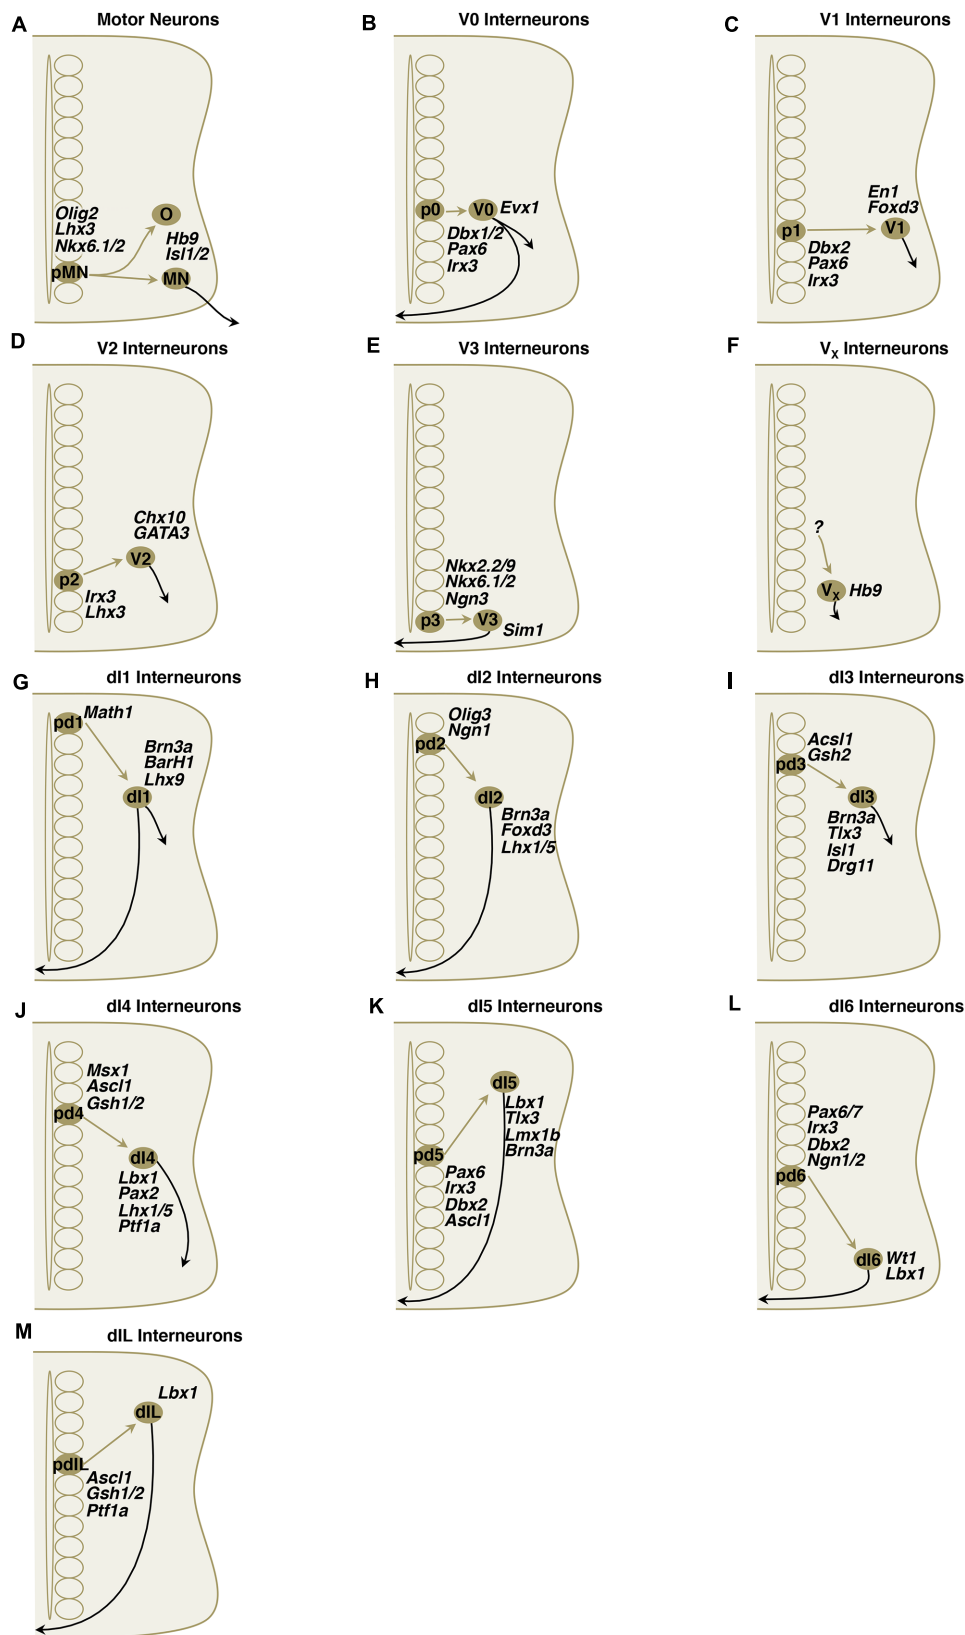 A
Motor Neurons
Olig2
Lhx3
Nkx6.1/2
O
Hb9
Isl1/2
pMN
MN
B
V0 Interneurons
p0
V0
Evx1
Dbx1/2
Pax6
Irx3
C
V1 Interneurons
En1
Foxd3
p1
V1
Dbx2
Pax6
Irx3
D
V2 Interneurons
Chx10
GATA3
V2
p2
Irx3
Lhx3
E
V3 Interneurons
Nkx2.2/9
Nkx6.1/2
Ngn3
p3
V3
Sim1
F
VX Interneurons
?
VX
Hb9
G
dI1 Interneurons
pd1
Math1
Brn3a
BarH1
Lhx9
dI1
H
dI2 Interneurons
Olig3
Ngn1
pd2
dI2
Brn3a
Foxd3
Lhx1/5
I
dI3 Interneurons
Acsl1
Gsh2
pd3
dI3
Brn3a
Tlx3
Isl1
Drg11
J
dI4 Interneurons
Msx1
Ascl1
Gsh1/2
pd4
dI4
Lbx1
Pax2
Lhx1/5
Ptf1a
K
dI5 Interneurons
dI5
Lbx1
Tlx3
Lmx1b
Brn3a
pd5
Pax6
Irx3
Dbx2
Ascl1
L
dI6 Interneurons
Pax6/7
Irx3
Dbx2
Ngn1/2
pd6
dI6
Wt1
Lbx1
M
dIL Interneurons
Lbx1
dIL
pdIL
Ascl1
Gsh1/2
Ptf1a